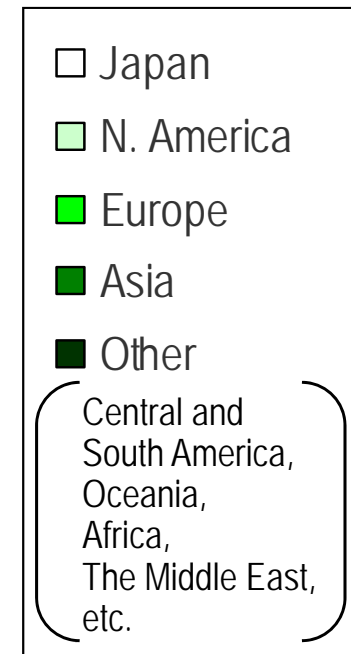 Japan
N. America
Europe
Asia
Other
Central and
South America,
Oceania,
Africa,
The Middle East,
etc.